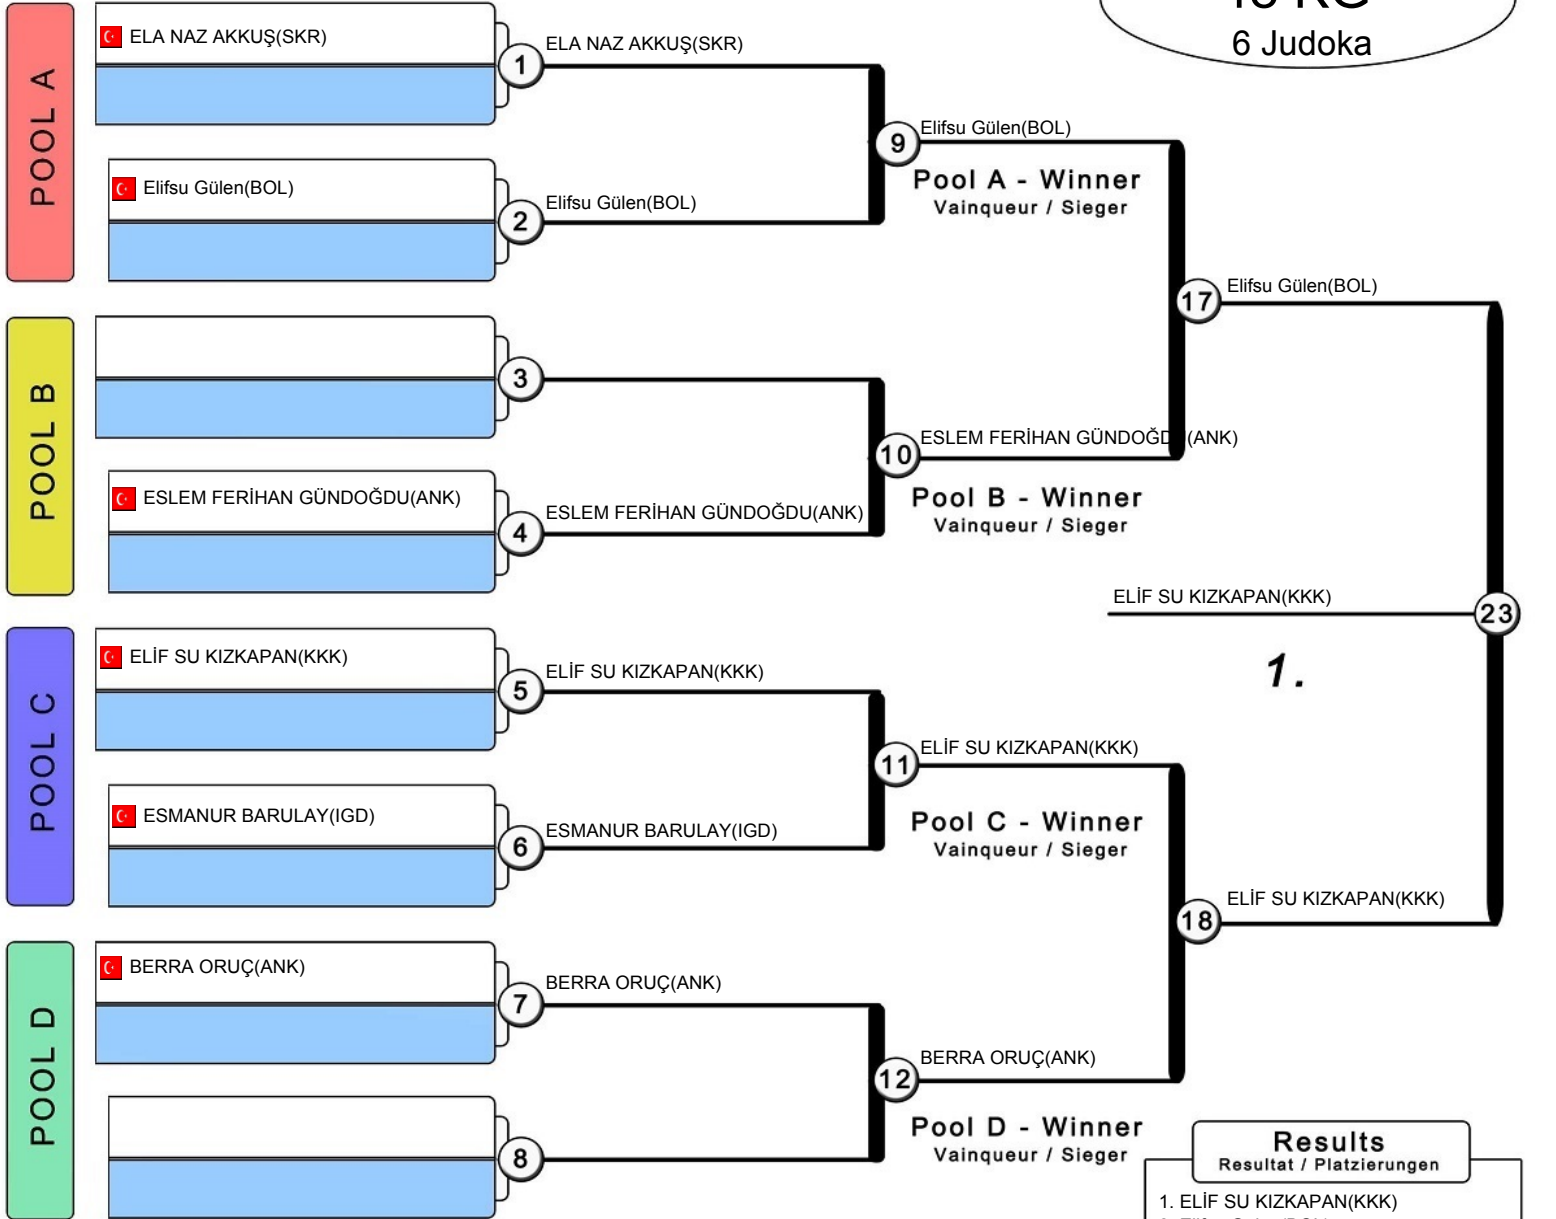 KG
6 Judoka
POOL A
ELA NAZ AKKUŞ(SKR)
1
ELA NAZ AKKUŞ(SKR)
Elifsu Gülen(BOL)
2
Elifsu Gülen(BOL)
9
Elifsu Gülen(BOL)
Pool A - Winner
Vainqueur / Sieger
17
Elifsu Gülen(BOL)
POOL B
3
ESLEM FERİHAN GÜNDOĞDU(ANK)
4
ESLEM FERİHAN GÜNDOĞDU(ANK)
10
ESLEM FERİHAN GÜNDOĞD (ANK)
Pool B - Winner
Vainqueur / Sieger
ELİF SU KIZKAPAN(KKK)
23
1.
POOL C
ELİF SU KIZKAPAN(KKK)
5
ELİF SU KIZKAPAN(KKK)
ESMANUR BARULAY(IGD)
6
ESMANUR BARULAY(IGD)
11
ELİF SU KIZKAPAN(KKK)
Pool C - Winner
Vainqueur / Sieger
18
ELİF SU KIZKAPAN(KKK)
POOL D
BERRA ORUÇ(ANK)
7
BERRA ORUÇ(ANK)
8
12
BERRA ORUÇ(ANK)
Pool D - Winner
Vainqueur / Sieger
Results
Resultat / Platzierungen
1. ELİF SU KIZKAPAN(KKK)